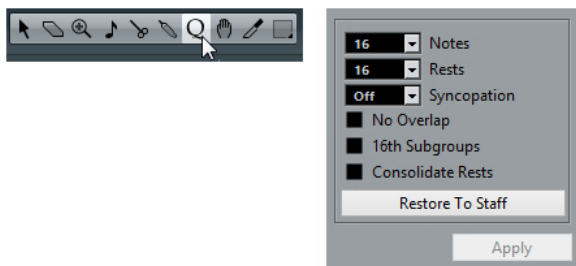 Q
16 Notes
16 Rests
Off Syncopation
No Overlap
16th Subgroups
Consolidate Rests
Restore To Staff
Apply